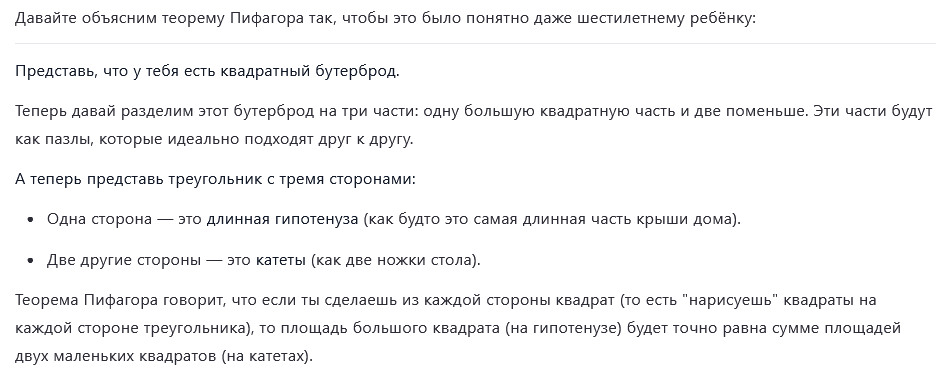 Давайте объясним теорему Пифагора так, чтобы это было понятно даже шестилетнему ребёнку:
Представь, что у тебя есть квадратный бутерброд.
Теперь давай разделим этот бутерброд на три части: одну большую квадратную часть и две поменьше. Эти части будут
как пазлы, которые идеально подходят друг к другу.
А теперь представь треугольник с тремя сторонами:
• Одна сторона — это длинная гипотенуза (как будто это самая длинная часть крыши дома).
• Две другие стороны — это катеты (как две ножки стола).
Теорема Пифагора говорит, что если ты сделаешь из каждой стороны квадрат (то есть "нарисуешь" квадраты на
каждой стороне треугольника), то площадь большого квадрата (на гипотенузе) будет точно равна сумме площадей
двух маленьких квадратов (на катетах).